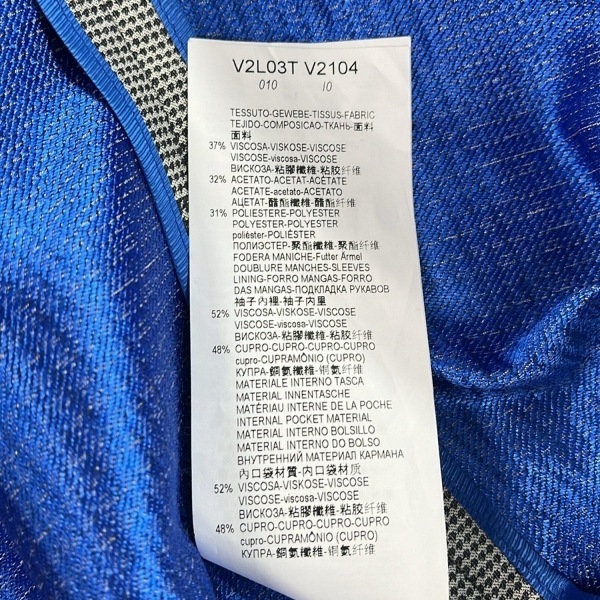 V2L03T V2104
010 I0
TESSUTO-GEWEBE-TISSUS-FABRIC
TEJIDO-COMPOSICAO-ТКАНЬ-面料
面料
37% VISCOSA-VISKOSE-VISCOSE
VISCOSE-viscosa-VISCOSE
ВИСКОЗА-粘膠纖維-粘胶纤维
32% ACETATO-ACETAT-ACÉTATE
ACETATE-acetato-ACETATO
АЦЕТАТ-醋酯纖維-醋酯纤维
31% POLIESTERE-POLYESTER
POLYESTER-POLYESTER
poliéster-POLIÉSTER
ПОЛИЭСТЕР-聚酯纖維-聚酯纤维
FODERA MANICHE-Futter Ärmel
DOUBLURE MANCHES-SLEEVES
LINING-FORRO MANGAS-FORRO
DAS MANGAS-ПОДКЛАДКА РУКАВОВ
袖子內裡-袖子内里
52% VISCOSA-VISKOSE-VISCOSE
VISCOSE-viscosa-VISCOSE
ВИСКОЗА-粘膠纖維-粘胶纤维
48% CUPRO-CUPRO-CUPRO-CUPRO
cupro-CUPRAMÔNIO (CUPRO)
КУПРА-銅氨纖維-铜氨纤维
MATERIALE INTERNO TASCA
MATERIAL INNENTASCHE
MATÉRIAU INTERNE DE LA POCHE
INTERNAL POCKET MATERIAL
MATERIAL INTERNO BOLSILLO
MATERIAL INTERNO DO BOLSO
ВНУТРЕННИЙ МАТЕРИАЛ КАРМАНА
內口袋材質-内口袋材质
52% VISCOSA-VISKOSE-VISCOSE
VISCOSE-viscosa-VISCOSE
ВИСКОЗА-粘膠纖維-粘胶纤维
48% CUPRO-CUPRO-CUPRO-CUPRO
cupro-CUPRAMÔNIO (CUPRO)
КУПРА-銅氨纖維-铜氨纤维